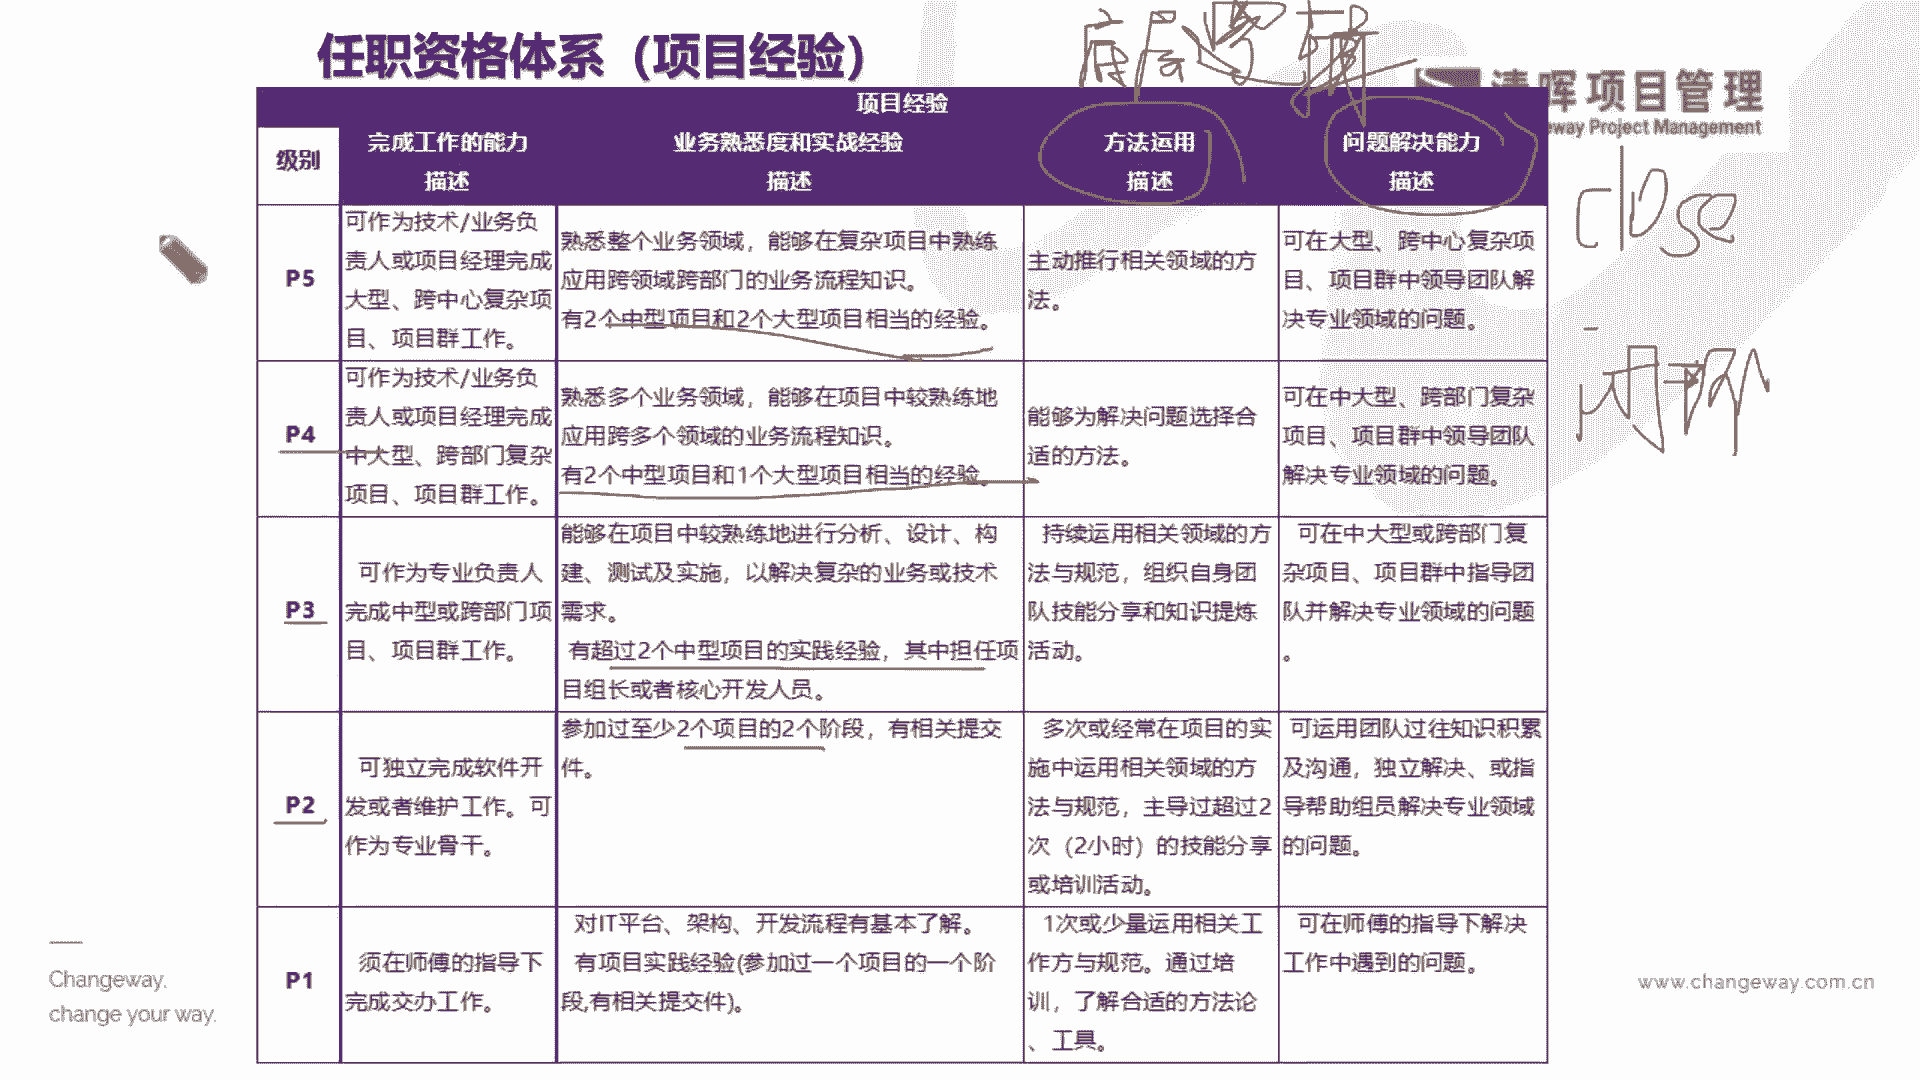 任职资格体系（项目经验）
底层逻辑
清晖项目管理
way Project Management
项目经验
级别
完成工作的能力
描述
业务熟悉度和实战经验
描述
方法运用
描述
问题解决能力
描述
close
闭环
P5
可作为技术/业务负
责人或项目经理完成
大型、跨中心复杂项
目、项目群工作。
熟悉整个业务领域，能够在复杂项目中熟练
应用跨领域跨部门的业务流程知识。
有2个中型项目和2个大型项目相当的经验。
主动推行相关领域的方
法。
可在大型、跨中心复杂项
目、项目群中领导团队解
决专业领域的问题。
P4
可作为技术/业务负
责人或项目经理完成
中大型、跨部门复杂
项目、项目群工作。
熟悉多个业务领域，能够在项目中较熟练地
应用跨多个领域的业务流程知识。
有2个中型项目和1个大型项目相当的经验。
能够为解决问题选择合
适的方法。
可在中大型、跨部门复杂
项目、项目群中领导团队
解决专业领域的问题。
P3
可作为专业负责人
完成中型或跨部门项
目、项目群工作。
能够在项目中较熟练地进行分析、设计、构
建、测试及实施，以解决复杂的业务或技术
需求。
有超过2个中型项目的实践经验，其中担任项
目组长或者核心开发人员。
持续运用相关领域的方
法与规范，组织自身团
队技能分享和知识提炼
活动。
可在中大型或跨部门复
杂项目、项目群中指导团
队并解决专业领域的问题
。
P2
可独立完成软件开
发或者维护工作。可
作为专业骨干。
参加过至少2个项目的2个阶段，有相关提交
件。
多次或经常在项目的实
施中运用相关领域的方
法与规范，主导过超过2
次（2小时）的技能分享
或培训活动。
可运用团队过往知识积累
及沟通，独立解决、或指
导帮助组员解决专业领域
的问题。
P1
须在师傅的指导下
完成交办工作。
对IT平台、架构、开发流程有基本了解。
有项目实践经验(参加过一个项目的一个阶
段,有相关提交件)。
1次或少量运用相关工
作方与规范。通过培
训，了解合适的方法论
、工具。
可在师傅的指导下解决
工作中遇到的问题。
Changeway.
change your way.
www.changeway.com.cn